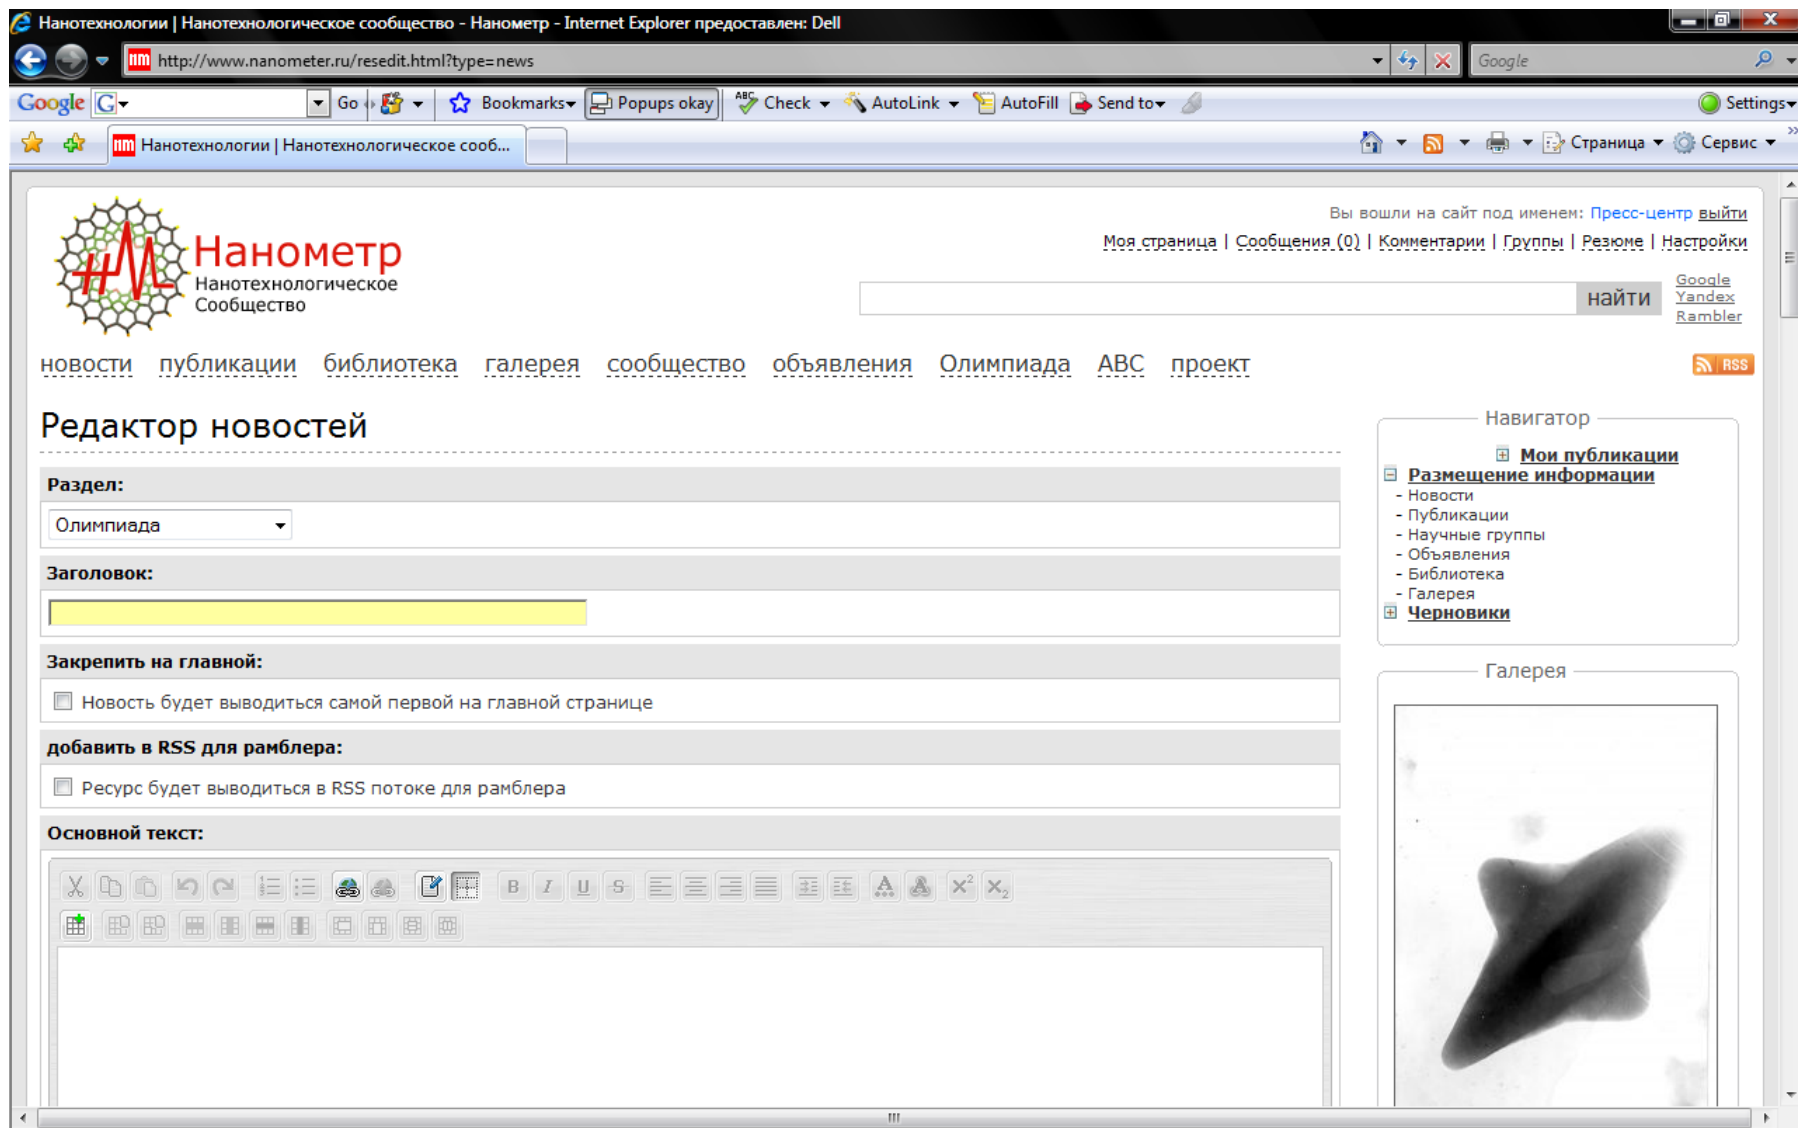 Нанотехнологии | Нанотехнологическое сообщество - Нанометр - Internet Explorer предоставлен: Dell
http://www.nanometer.ru/resedit.html?type=news
Google
Google G Go Bookmarks Popups okay Check AutoLink AutoFill Send to Settings
Нанотехнологии | Нанотехнологическое сооб...
Страница Сервис
Вы вошли на сайт под именем: Пресс-центр выйти
Моя страница | Сообщения (0) | Комментарии | Группы | Резюме | Настройки
Нанометр
Нанотехнологическое
Сообщество
найти
Google
Yandex
Rambler
новости публикации библиотека галерея сообщество объявления Олимпиада ABC проект
RSS
Редактор новостей
Раздел:
Олимпиада
Заголовок:
Закрепить на главной:
Новость будет выводиться самой первой на главной странице
добавить в RSS для рамблера:
Ресурс будет выводиться в RSS потоке для рамблера
Основной текст:
B I U S
Навигатор
Мои публикации
Размещение информации
- Новости
- Публикации
- Научные группы
- Объявления
- Библиотека
- Галерея
Черновики
Галерея